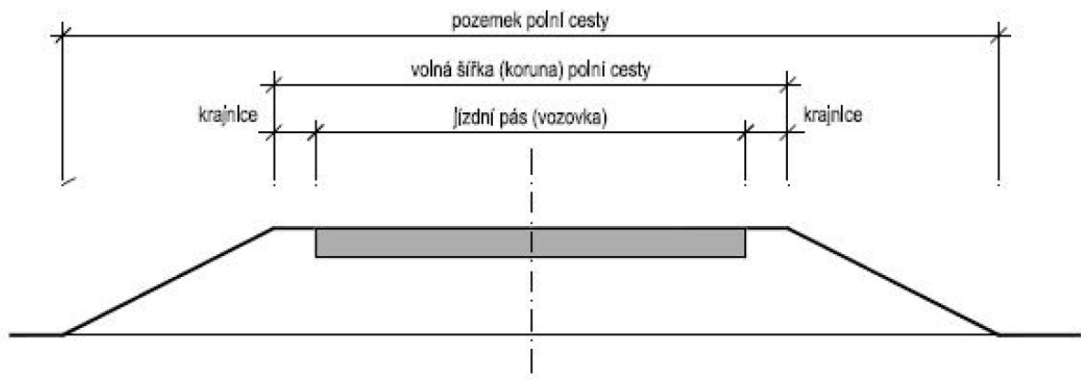 pozemek polní cesty
volná šířka (koruna) polní cesty
krajnice
jízdní pás (vozovka)
krajnice